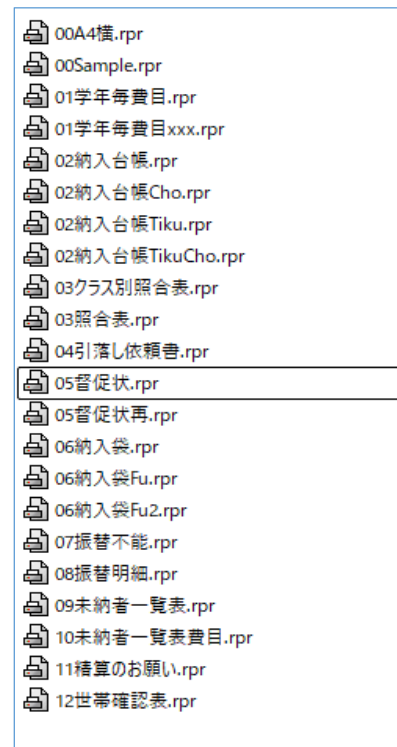 00A4横.rpr
00Sample.rpr
01学年毎費目.rpr
01学年毎費目xxx.rpr
02納入台帳.rpr
02納入台帳Cho.rpr
02納入台帳Tiku.rpr
02納入台帳TikuCho.rpr
03クラス別照合表.rpr
03照合表.rpr
04引落し依頼書.rpr
05督促状.rpr
05督促状再.rpr
06納入袋.rpr
06納入袋Fu.rpr
06納入袋Fu2.rpr
07振替不能.rpr
08振替明細.rpr
09未納者一覧表.rpr
10未納者一覧表費目.rpr
11精算のお願い.rpr
12世帯確認表.rpr